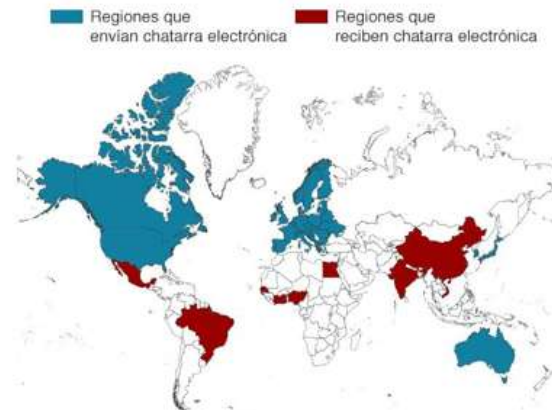 Regiones que
envían chatarra electrónica
Regiones que
reciben chatarra electrónica